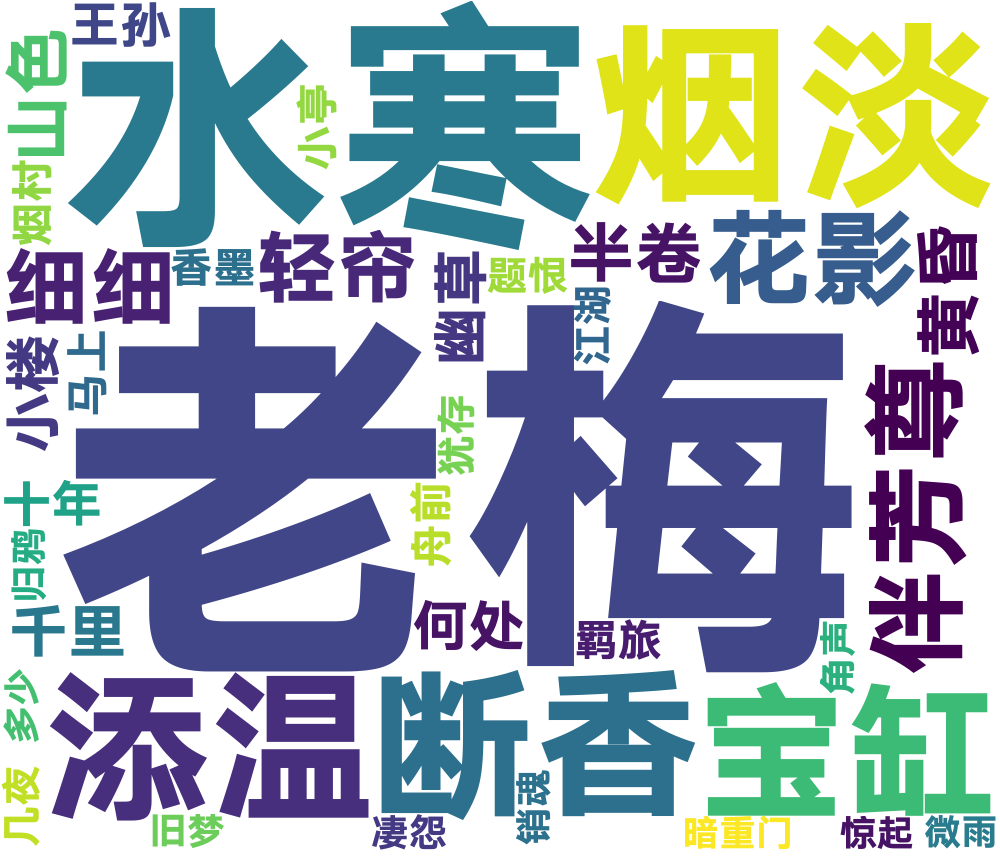 王孙
水寒
烟淡
山色
小亭
烟村
细细
香墨
轻帘
幽草
题恨
半卷
花影
黄昏
江湖
小楼
马上
老梅
犹存
伴芳尊
十年
舟前
归鸦
千里
何处
羁旅
角声
多少
添温
断香
宝缸
几夜
旧梦
凄怨
销魂
暗重门
惊起
微雨